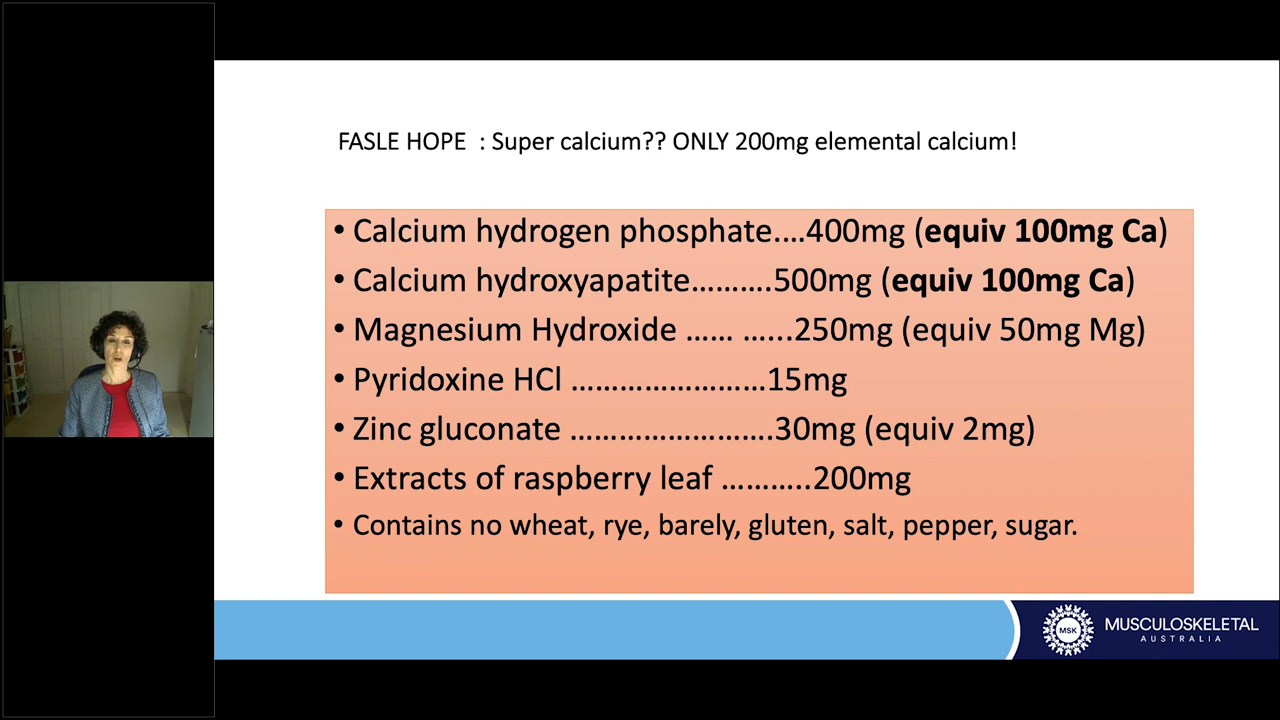 FASLE HOPE : Super calcium?? ONLY 200mg elemental calcium!
• Calcium hydrogen phosphate....400mg (equiv 100mg Ca)
• Calcium hydroxyapatite……….500mg (equiv 100mg Ca)
• Magnesium Hydroxide …… …...250mg (equiv 50mg Mg)
• Pyridoxine HCl ……………………15mg
• Zinc gluconate …………………….30mg (equiv 2mg)
• Extracts of raspberry leaf ………..200mg
• Contains no wheat, rye, barely, gluten, salt, pepper, sugar.
MSK
MUSCULOSKELETAL
AUSTRALIA